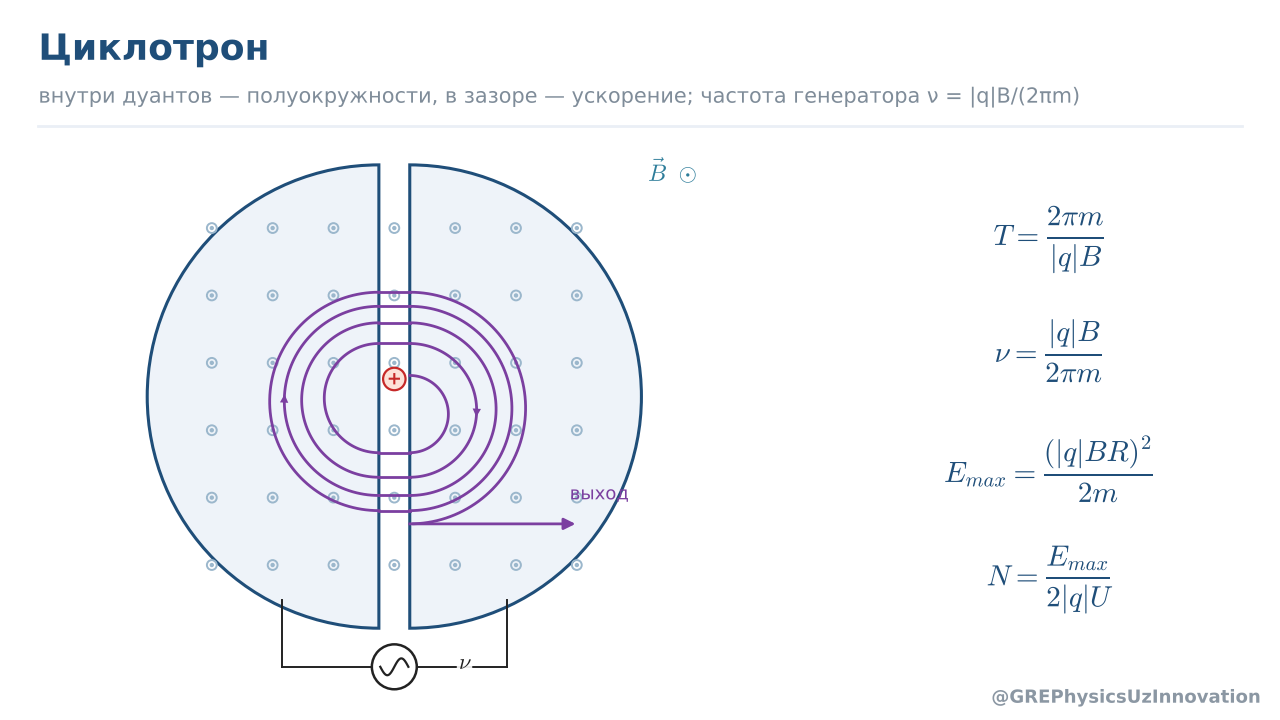 Циклотрон
внутри дуантов — полуокружности, в зазоре — ускорение; частота генератора ν = |q|B/(2πm)
B⃗ ⊙
T = 2πm / |q|B
ν = |q|B / 2πm
E_max = (|q|BR)² / 2m
выход
N = E_max / 2|q|U
ν
@GREPhysicsUzInnovation